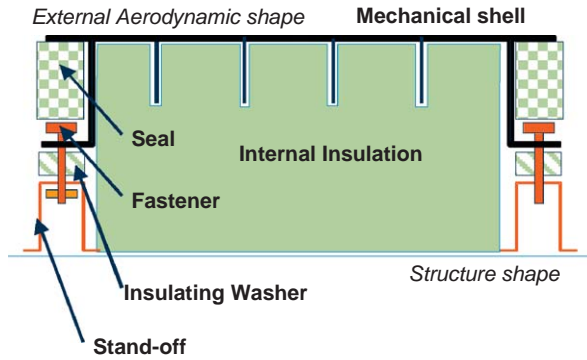 External Aerodynamic shape
Mechanical shell
Seal
Internal Insulation
Fastener
Structure shape
Insulating Washer
Stand-off